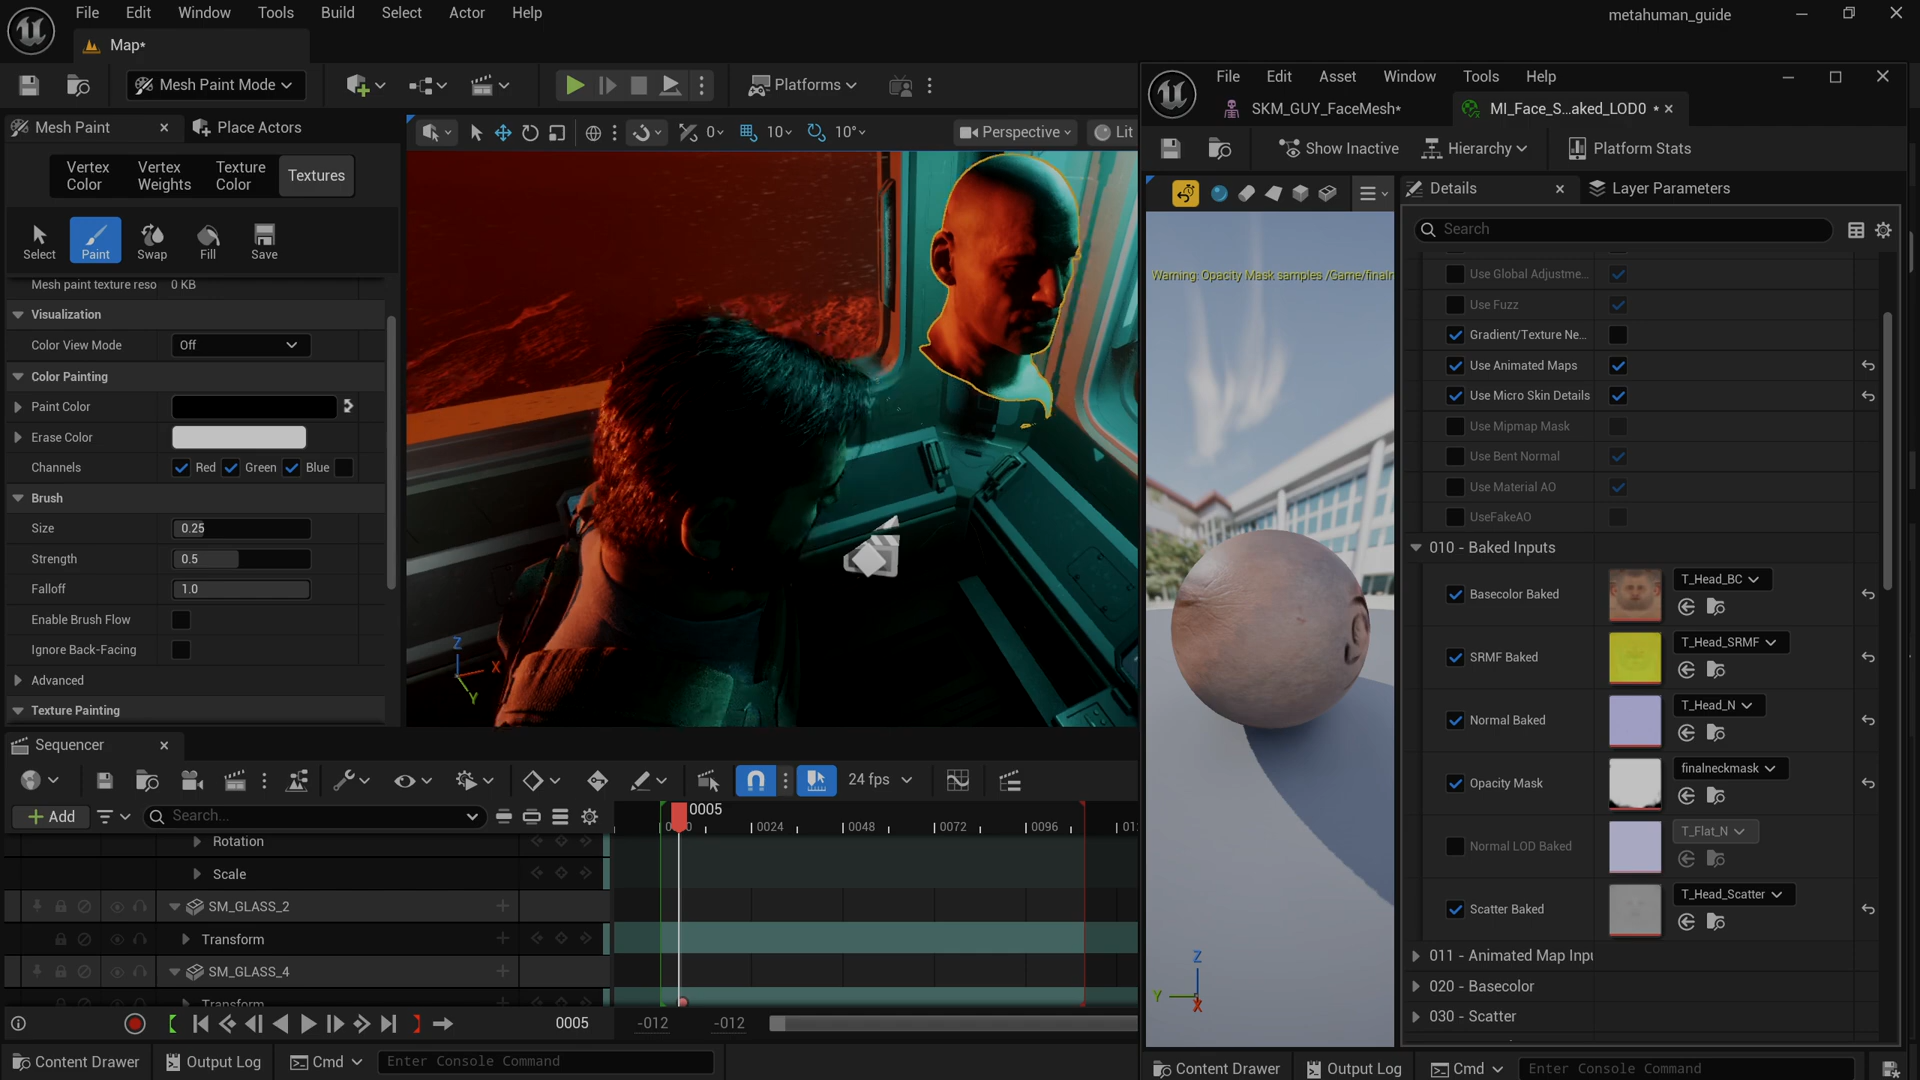 File Edit Window Tools Build Select Actor Help
metahuman_guide
Map*
Mesh Paint Mode
Platforms
Mesh Paint
Place Actors
Vertex Color
Vertex Weights
Texture Color
Textures
Select Paint Swap Fill Save
Mesh paint texture reso 0 KB
Visualization
Color View Mode Off
Color Painting
Paint Color
Erase Color
Channels Red Green Blue
Brush
Size 0.25
Strength 0.5
Falloff 1.0
Enable Brush Flow
Ignore Back-Facing
Advanced
Texture Painting
0 10 10° Perspective Lit
Z
X
Y
File Edit Asset Window Tools Help
SKM_GUY_FaceMesh*
MI_Face_S...aked_LOD0 *
Show Inactive Hierarchy Platform Stats
Details
Layer Parameters
Search
Warning: Opacity Mask samples /Game/finaln
Use Global Adjustme...
Use Fuzz
Gradient/Texture Ne...
Use Animated Maps
Use Micro Skin Details
Use Mipmap Mask
Use Bent Normal
Use Material AO
UseFakeAO
010 - Baked Inputs
Basecolor Baked T_Head_BC
SRMF Baked T_Head_SRMF
Normal Baked T_Head_N
Opacity Mask finalneckmask
Normal LOD Baked T_Flat_N
Scatter Baked T_Head_Scatter
011 - Animated Map Inpu
020 - Basecolor
030 - Scatter
Z
Y
X
Sequencer
24 fps
Add Search...
0005
0024 0048 0072 0096
Rotation
Scale
SM_GLASS_2
Transform
SM_GLASS_4
Transform
0005 -012 -012
Content Drawer Output Log Cmd Enter Console Command
Content Drawer Output Log Cmd Enter Console Command